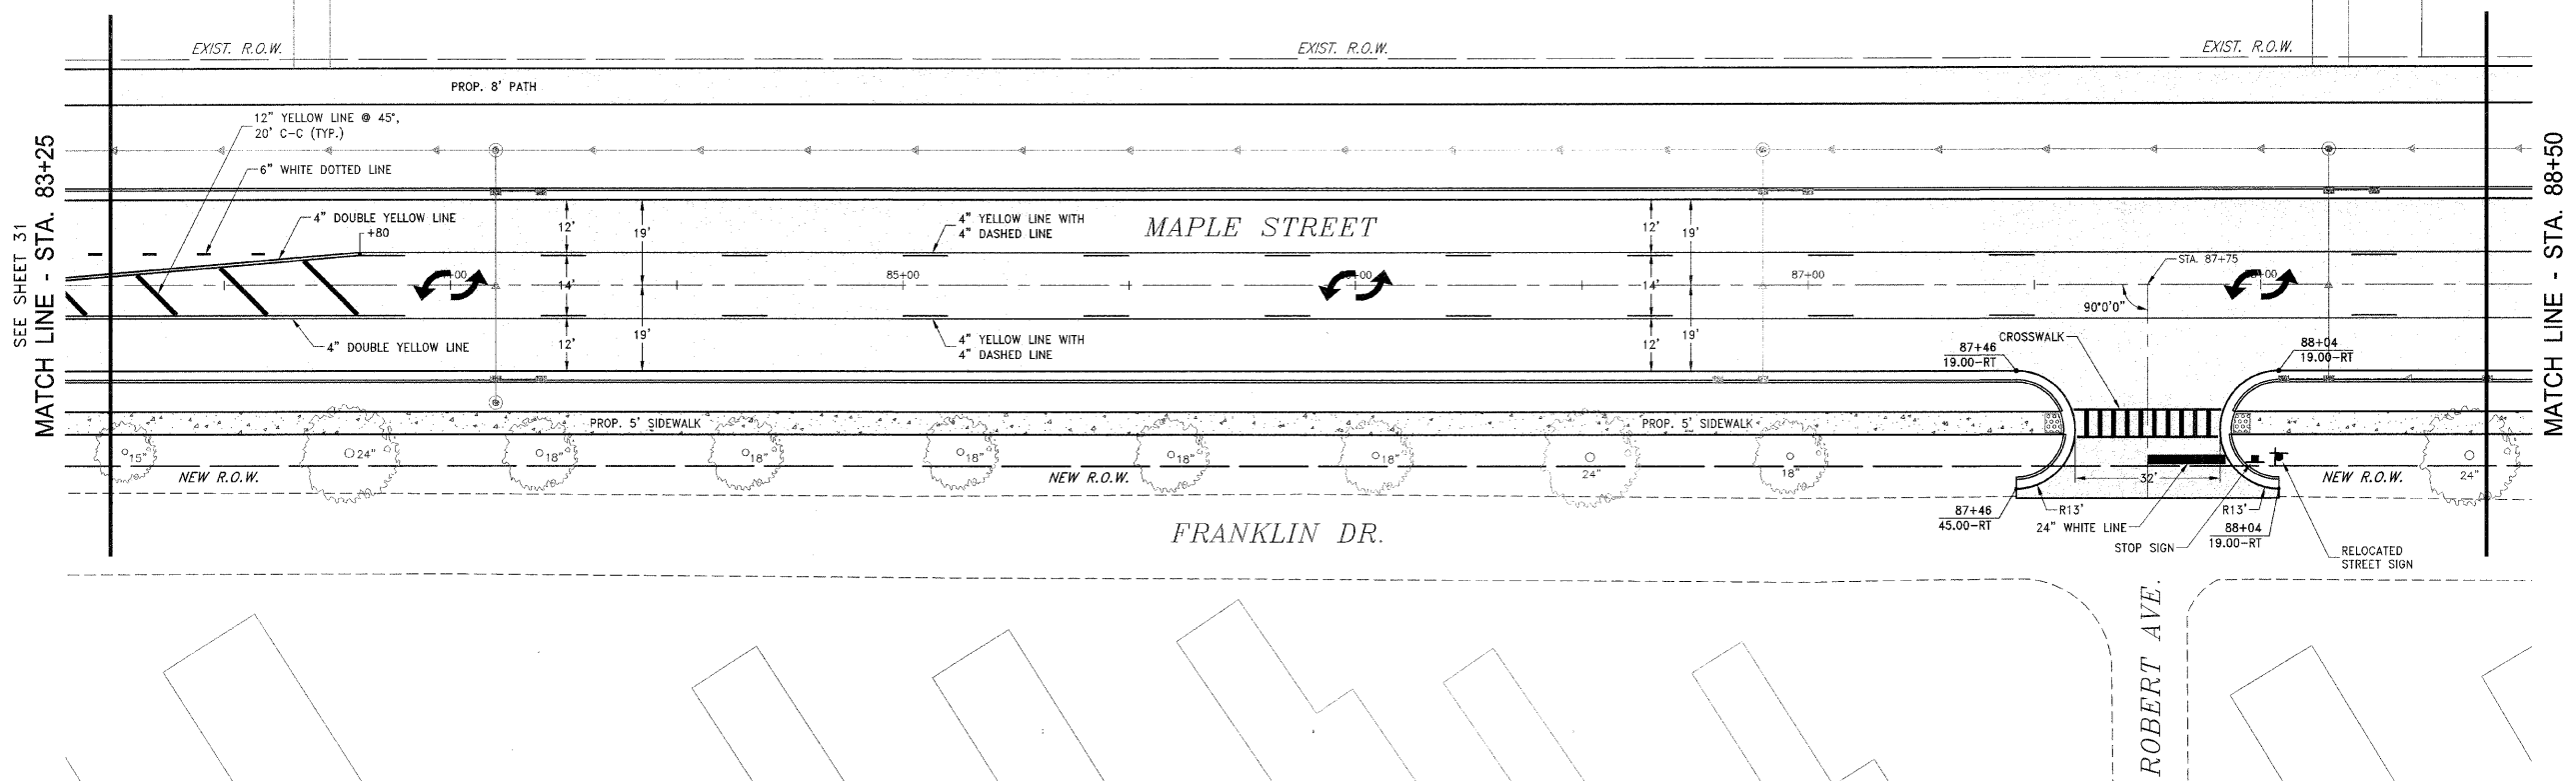 EXIST. R.O.W.
EXIST. R.O.W.
EXIST. R.O.W.
PROP. 8' PATH
12" YELLOW LINE @ 45°,
20' C-C (TYP.)
6" WHITE DOTTED LINE
4" DOUBLE YELLOW LINE
+80
SEE SHEET 31
MATCH LINE - STA. 83+25
MATCH LINE - STA. 88+50
12'
19'
4" YELLOW LINE WITH
4" DASHED LINE
MAPLE STREET
12'
19'
+00
85+00
+00
87+00
STA. 87+75
+00
14'
14'
90°0'0"
4" DOUBLE YELLOW LINE
12'
19'
4" YELLOW LINE WITH
4" DASHED LINE
12'
19'
CROSSWALK
87+46
19.00-RT
88+04
19.00-RT
PROP. 5' SIDEWALK
PROP. 5' SIDEWALK
15"
24"
18"
18"
18"
18"
18"
24"
18"
24"
NEW R.O.W.
NEW R.O.W.
NEW R.O.W.
32'
87+46
45.00-RT
R13'
24" WHITE LINE
STOP SIGN
R13'
88+04
19.00-RT
RELOCATED
STREET SIGN
FRANKLIN DR.
ROBERT AVE.